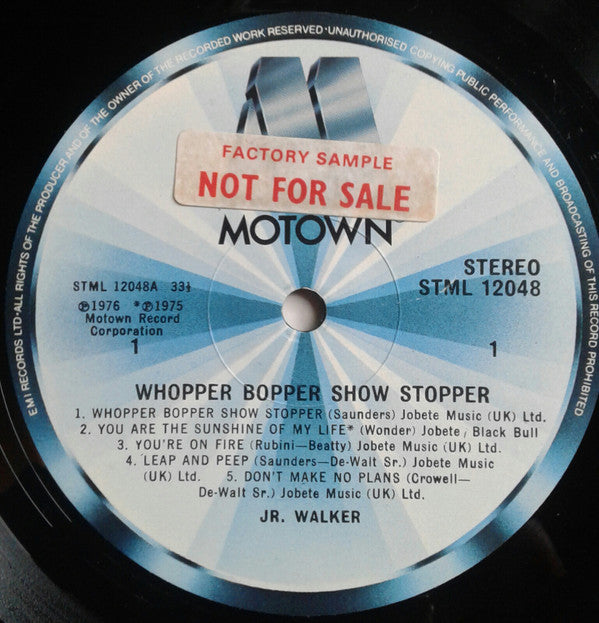 EMI RECORDS LTD·ALL RIGHTS OF THE PRODUCER AND OF THE OWNER OF THE RECORDED WORK RESERVED·UNAUTHORISED COPYING PUBLIC PERFORMANCE AND BROADCASTING OF THIS RECORD PROHIBITED
FACTORY SAMPLE
NOT FOR SALE
MOTOWN
STML 12048A 33⅓
℗1976 *℗1975
Motown Record
Corporation
1
STEREO
STML 12048
1
WHOPPER BOPPER SHOW STOPPER
1. WHOPPER BOPPER SHOW STOPPER (Saunders) Jobete Music (UK) Ltd.
2. YOU ARE THE SUNSHINE OF MY LIFE* (Wonder) Jobete/Black Bull
3. YOU'RE ON FIRE (Rubini—Beatty) Jobete Music (UK) Ltd.
4. LEAP AND PEEP (Saunders—De-Walt Sr.) Jobete Music
(UK) Ltd. 5. DON'T MAKE NO PLANS (Crowell—
De-Walt Sr.) Jobete Music (UK) Ltd.
JR. WALKER